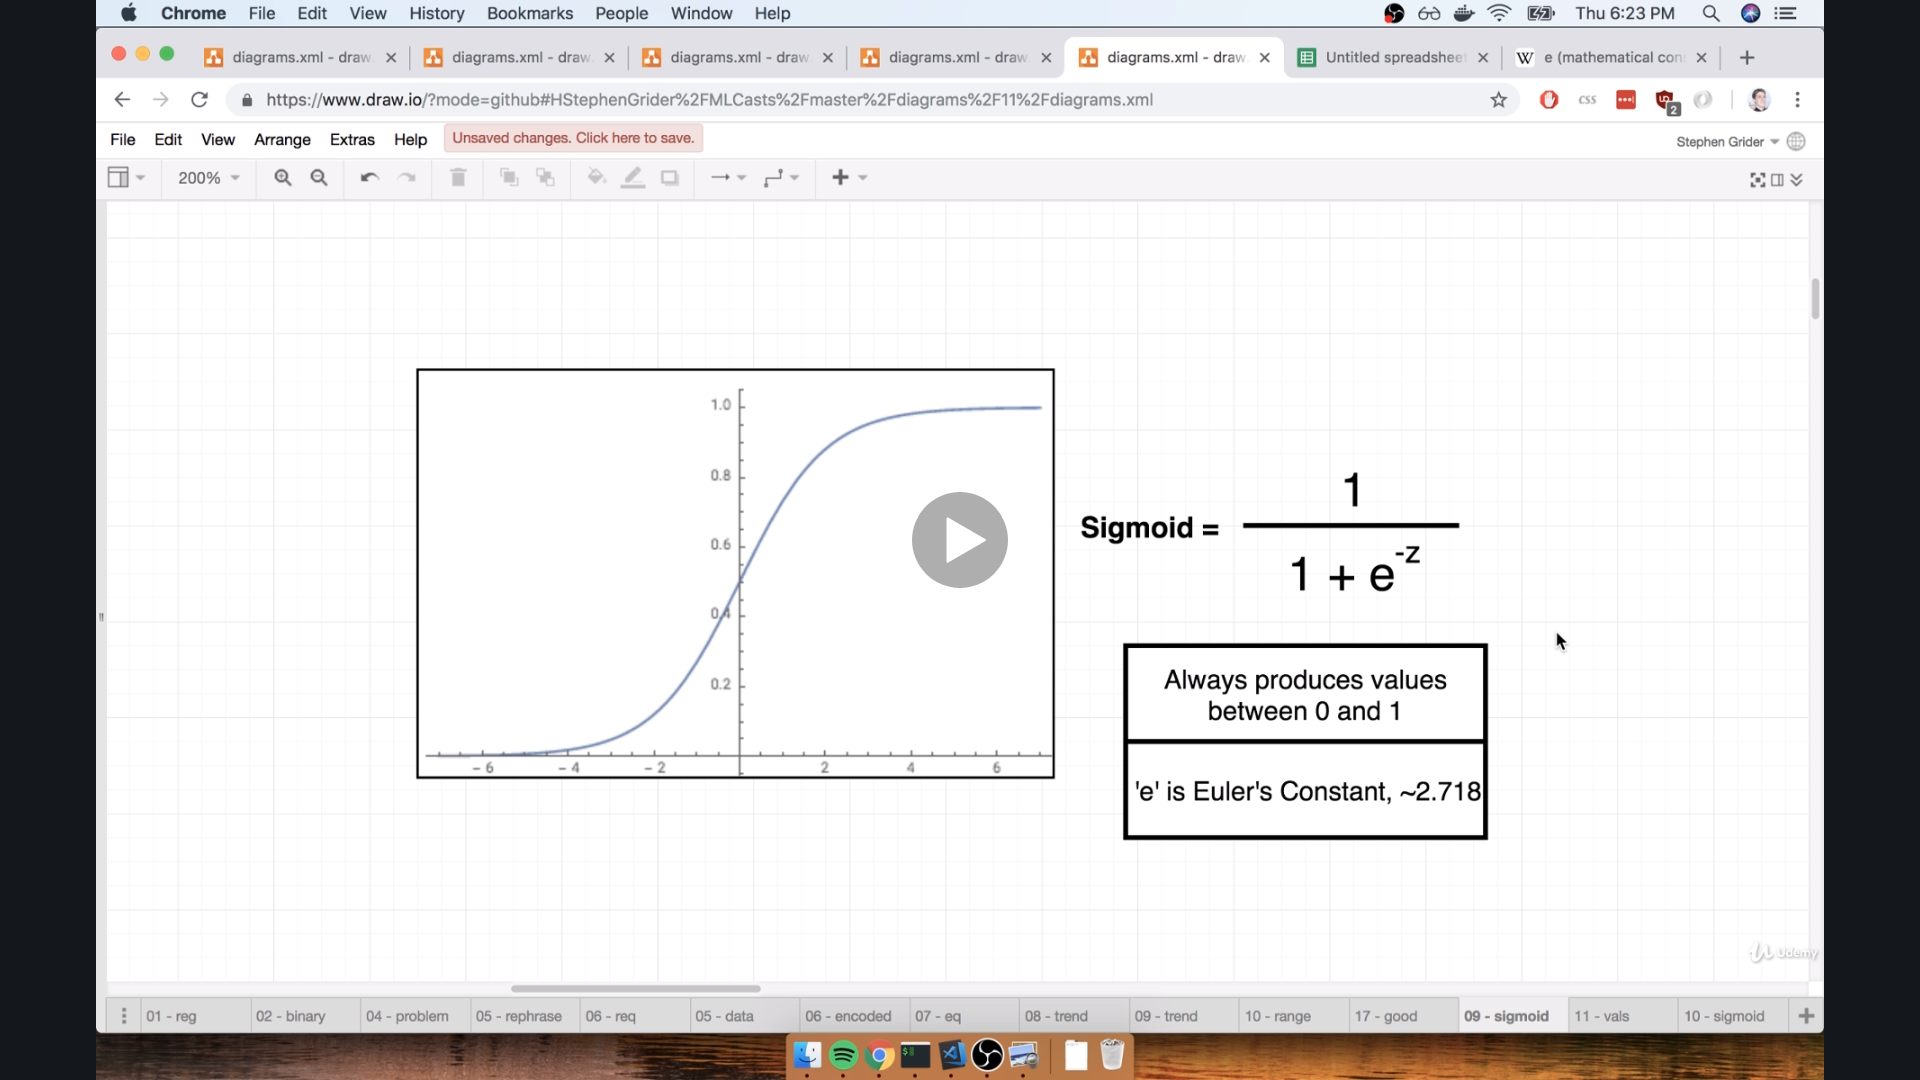 Chrome File Edit View History Bookmarks People Window Help Thu 6:23 PM
diagrams.xml - draw. diagrams.xml - draw. diagrams.xml - draw. diagrams.xml - draw. diagrams.xml - draw. Untitled spreadsheet W e (mathematical con
https://www.draw.io/?mode=github#HStephenGrider%2FMLCasts%2Fmaster%2Fdiagrams%2F11%2Fdiagrams.xml css 2
File Edit View Arrange Extras Help Unsaved changes. Click here to save. Stephen Grider
200%
1.0
0.8
0.6
0.4
0.2
- 6 - 4 - 2 2 4 6
Sigmoid = 1
1 + e -z
Always produces values
between 0 and 1
'e' is Euler's Constant, ~2.718
Udemy
01 - reg 02 - binary 04 - problem 05 - rephrase 06 - req 05 - data 06 - encoded 07 - eq 08 - trend 09 - trend 10 - range 17 - good 09 - sigmoid 11 - vals 10 - sigmoid